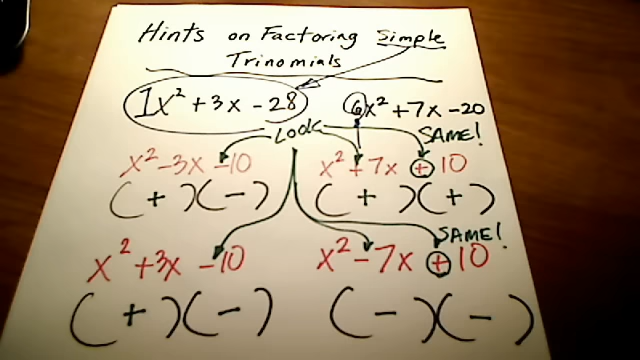 Hints on Factoring Simple
Trinomials
1x² + 3x - 28 6x² + 7x - 20
LOOK SAME!
x² - 3x - 10 x² + 7x + 10
( + )( - ) ( + )( + )
SAME!
x² + 3x - 10 x² - 7x + 10
( + )( - ) ( - )( - )